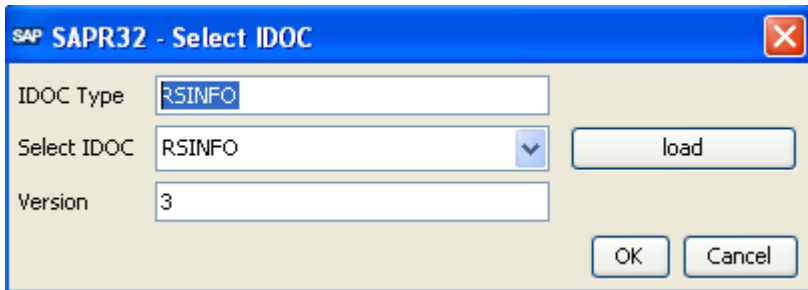 SAP SAPR32 - Select IDOC
IDOC Type RSINFO
Select IDOC RSINFO load
Version 3
OK Cancel